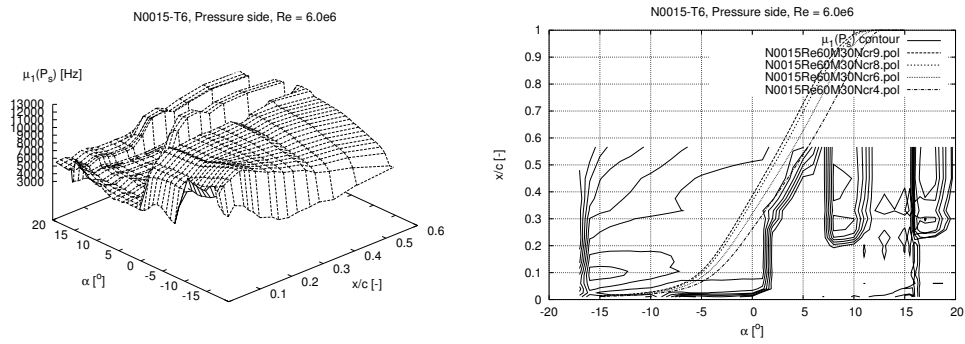 N0015-T6, Pressure side, Re = 6.0e6
μ1(Ps) [Hz]
13000
12000
11000
10000
9000
8000
7000
6000
5000
4000
3000
20
15
10
5
0
-5
-10
-15
α [o]
0.1
0.2
0.3
0.4
0.5
0.6
x/c [-]
N0015-T6, Pressure side, Re = 6.0e6
μ1(Ps) contour
N0015Re60M30Ncr9.pol
N0015Re60M30Ncr8.pol
N0015Re60M30Ncr6.pol
N0015Re60M30Ncr4.pol
1
0.9
0.8
0.7
0.6
0.5
0.4
0.3
0.2
0.1
0
x/c [-]
-20 -15 -10 -5 0 5 10 15 20
α [o]